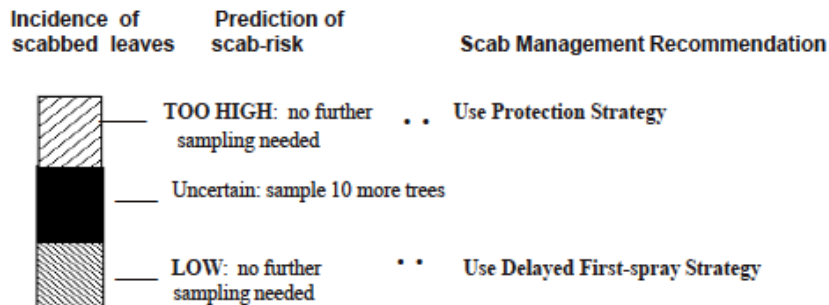 Incidence of Prediction of
scabbed leaves scab-risk Scab Management Recommendation
TOO HIGH: no further . . Use Protection Strategy
sampling needed
Uncertain: sample 10 more trees
LOW: no further . . Use Delayed First-spray Strategy
sampling needed